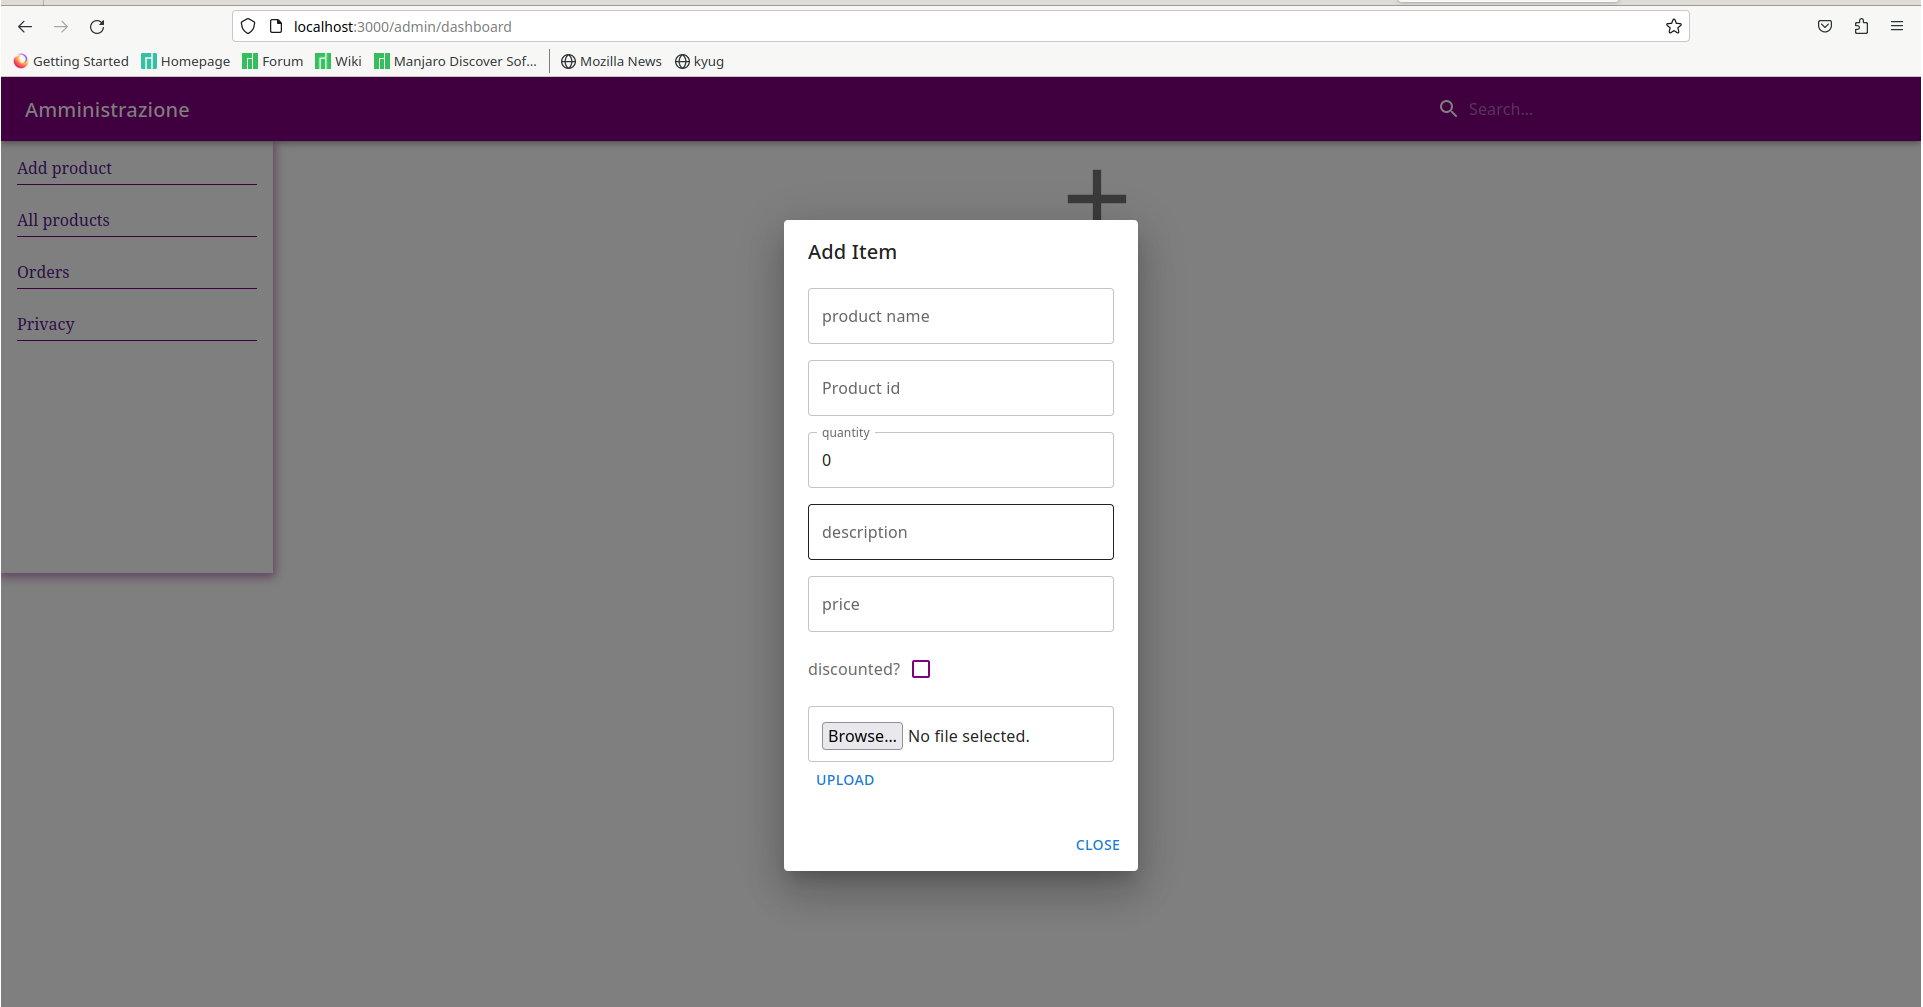 localhost:3000/admin/dashboard
Getting Started Homepage Forum Wiki Manjaro Discover Sof... Mozilla News kyug
Amministrazione Search...
Add product
All products
Orders
Privacy
Add Item
product name
Product id
quantity
0
description
price
discounted?
Browse... No file selected.
UPLOAD
CLOSE